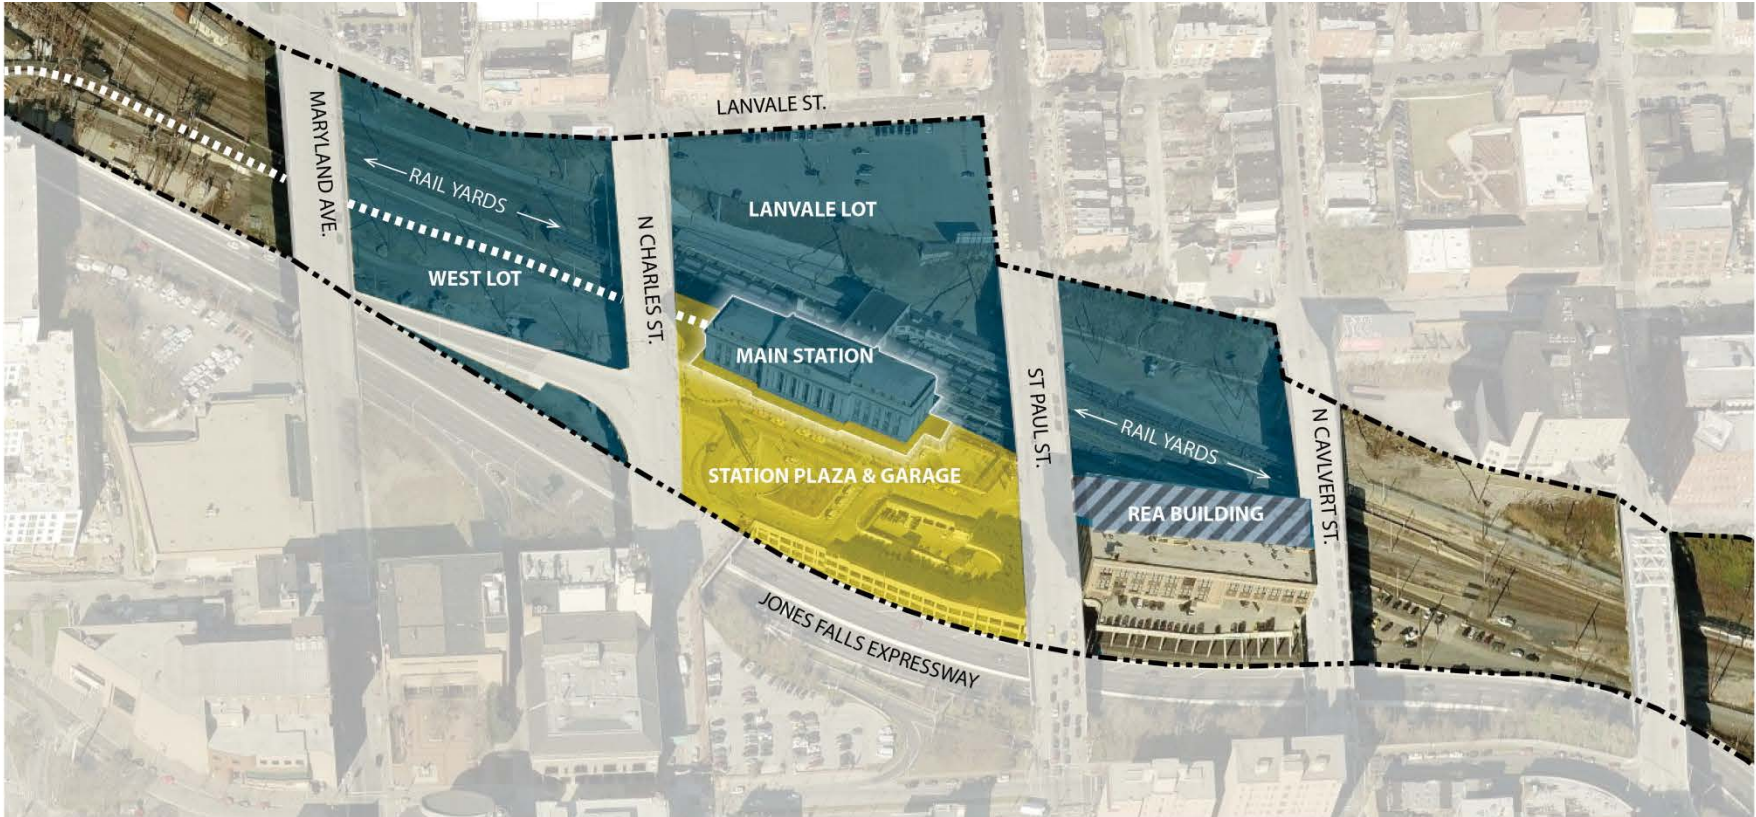 LANVALE ST.
MARYLAND AVE.
RAIL YARDS
LANVALE LOT
N CHARLES ST.
WEST LOT
MAIN STATION
ST PAUL ST.
RAIL YARDS
N CAVLVERT ST.
STATION PLAZA & GARAGE
REA BUILDING
JONES FALLS EXPRESSWAY